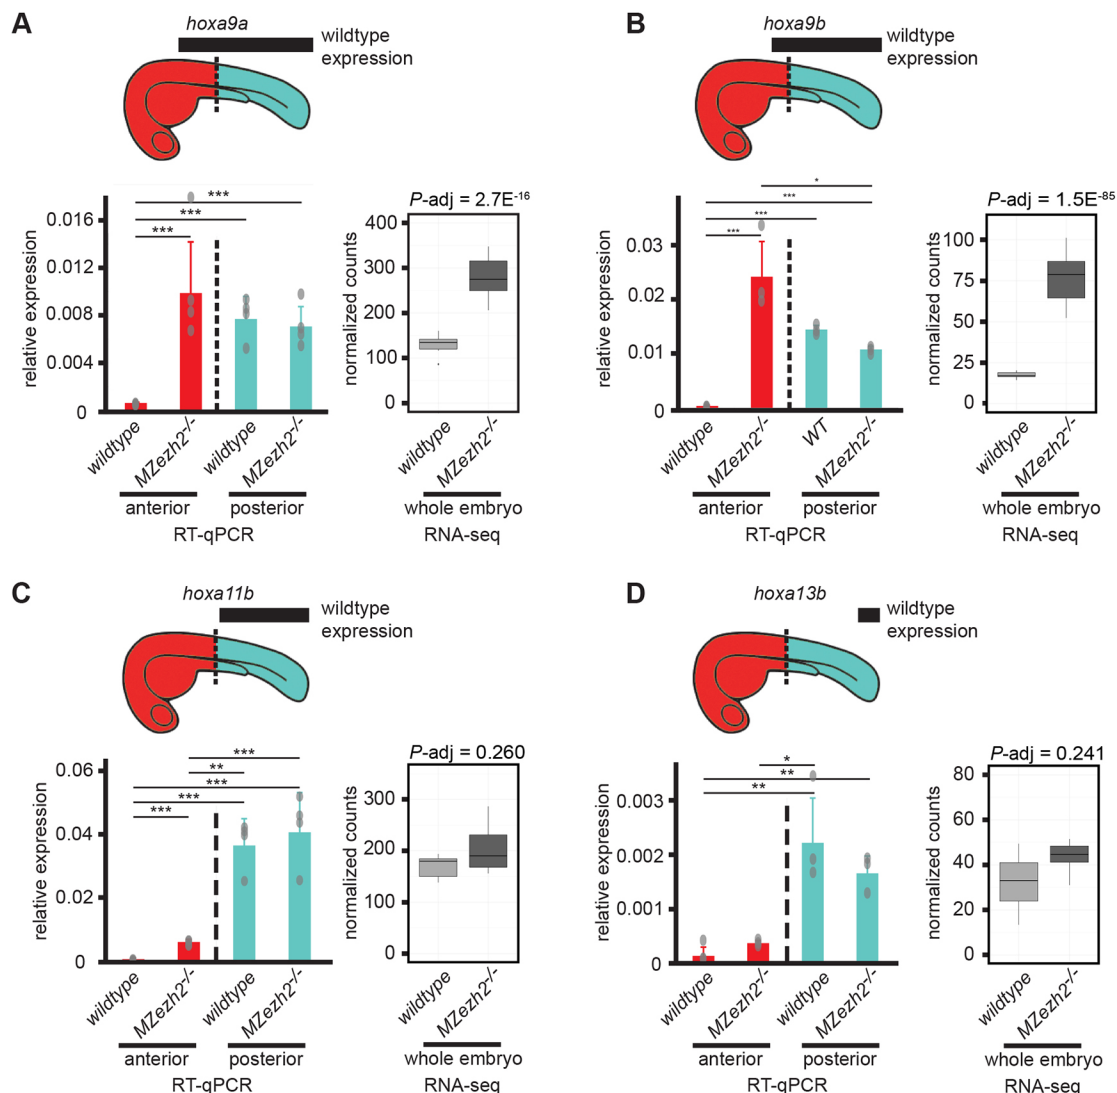 A
hoxa9a
wildtype
expression
***
***
***
relative expression
0.016
0.012
0.008
0.004
0
wildtype
MZezh2-/-
wildtype
MZezh2-/-
anterior
posterior
RT-qPCR
P-adj = 2.7E-16
normalized counts
400
300
200
100
0
wildtype
MZezh2-/-
whole embryo
RNA-seq
B
hoxa9b
wildtype
expression
*
***
***
***
relative expression
0.03
0.02
0.01
0
wildtype
MZezh2-/-
WT
MZezh2-/-
anterior
posterior
RT-qPCR
P-adj = 1.5E-85
normalized counts
100
75
50
25
0
wildtype
MZezh2-/-
whole embryo
RNA-seq
C
hoxa11b
wildtype
expression
***
**
***
***
***
relative expression
0.06
0.04
0.02
0
wildtype
MZezh2-/-
wildtype
MZezh2-/-
anterior
posterior
RT-qPCR
P-adj = 0.260
normalized counts
300
200
100
0
wildtype
MZezh2-/-
whole embryo
RNA-seq
D
hoxa13b
wildtype
expression
*
**
**
relative expression
0.003
0.002
0.001
0
wildtype
MZezh2-/-
wildtype
MZezh2-/-
anterior
posterior
RT-qPCR
P-adj = 0.241
normalized counts
80
60
40
20
0
wildtype
MZezh2-/-
whole embryo
RNA-seq